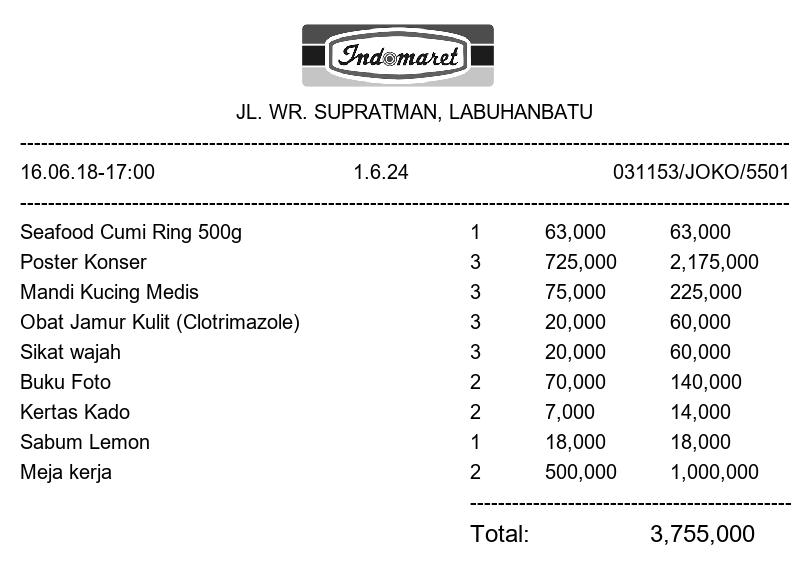 Indomaret
JL. WR. SUPRATMAN, LABUHANBATU
16.06.18-17:00 1.6.24 031153/JOKO/5501
Seafood Cumi Ring 500g 1 63,000 63,000
Poster Konser 3 725,000 2,175,000
Mandi Kucing Medis 3 75,000 225,000
Obat Jamur Kulit (Clotrimazole) 3 20,000 60,000
Sikat wajah 3 20,000 60,000
Buku Foto 2 70,000 140,000
Kertas Kado 2 7,000 14,000
Sabum Lemon 1 18,000 18,000
Meja kerja 2 500,000 1,000,000
Total: 3,755,000